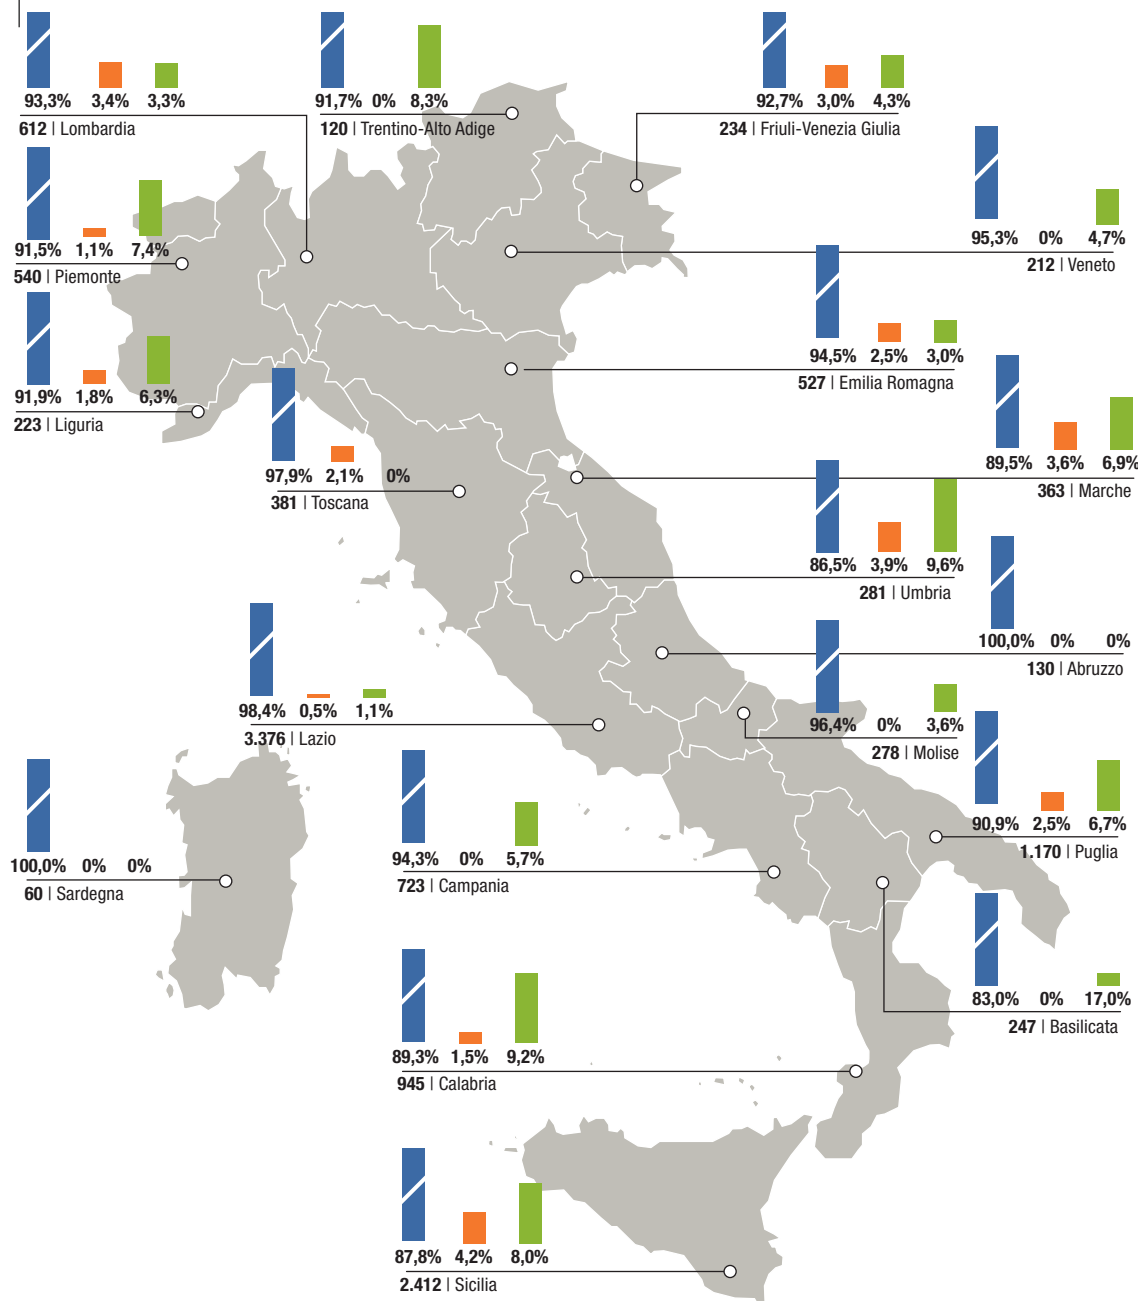 93,3% 3,4% 3,3%
612 | Lombardia
91,7% 0% 8,3%
120 | Trentino-Alto Adige
92,7% 3,0% 4,3%
234 | Friuli-Venezia Giulia
95,3% 0% 4,7%
212 | Veneto
91,5% 1,1% 7,4%
540 | Piemonte
94,5% 2,5% 3,0%
527 | Emilia Romagna
91,9% 1,8% 6,3%
223 | Liguria
97,9% 2,1% 0%
381 | Toscana
89,5% 3,6% 6,9%
363 | Marche
86,5% 3,9% 9,6%
281 | Umbria
100,0% 0% 0%
130 | Abruzzo
98,4% 0,5% 1,1%
3.376 | Lazio
96,4% 0% 3,6%
278 | Molise
90,9% 2,5% 6,7%
1.170 | Puglia
100,0% 0% 0%
60 | Sardegna
94,3% 0% 5,7%
723 | Campania
83,0% 0% 17,0%
247 | Basilicata
89,3% 1,5% 9,2%
945 | Calabria
87,8% 4,2% 8,0%
2.412 | Sicilia